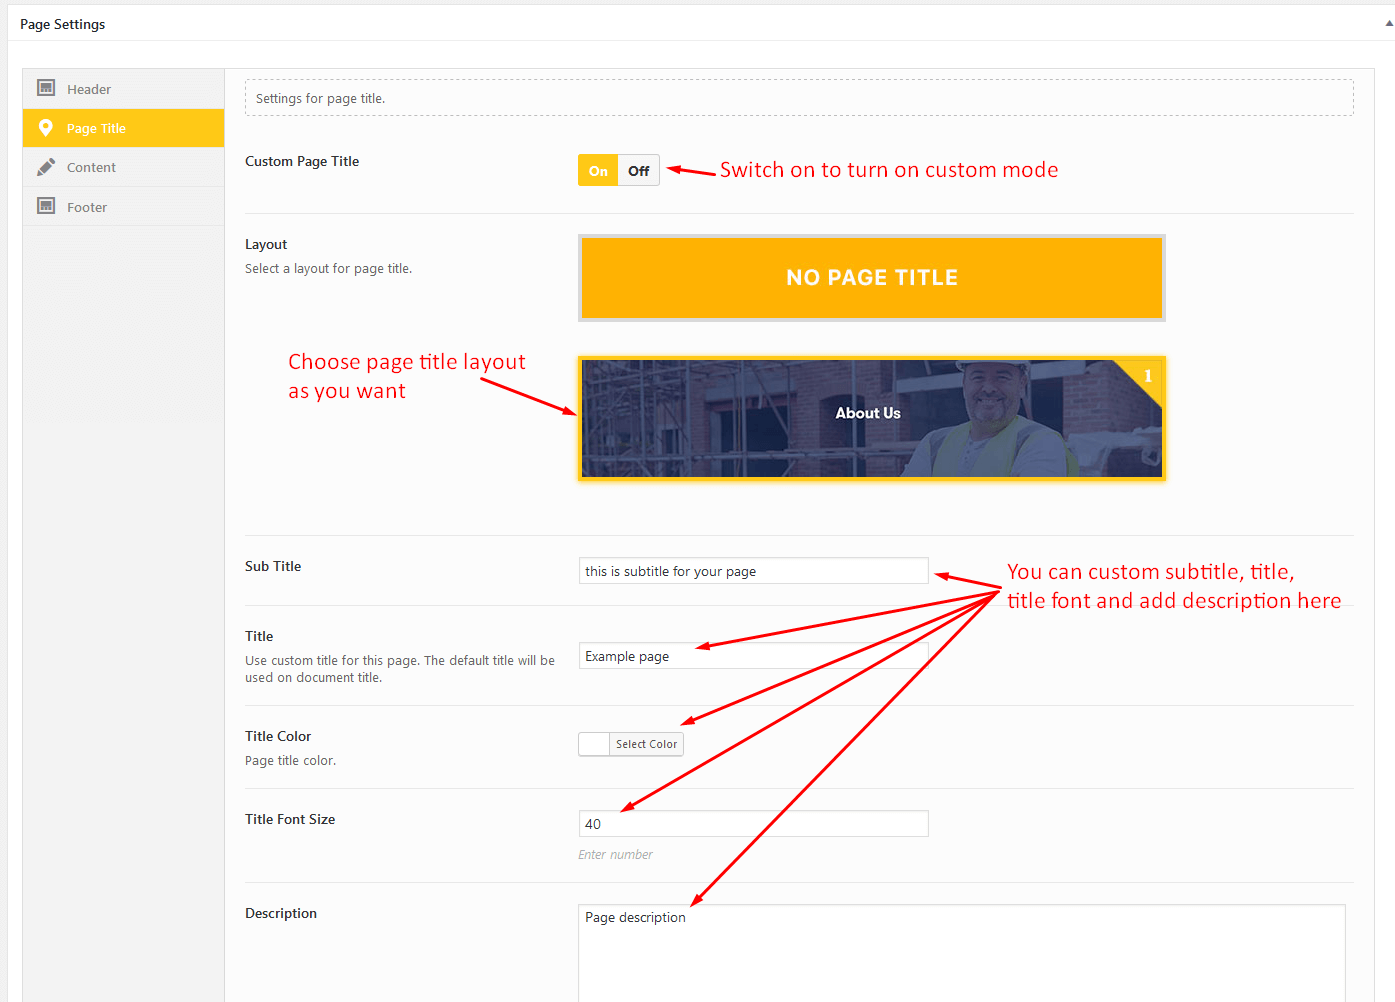 Page Settings
Header
Page Title
Content
Footer
Settings for page title.
Custom Page Title
On Off
Switch on to turn on custom mode
Layout
Select a layout for page title.
NO PAGE TITLE
Choose page title layout
as you want
1
About Us
Sub Title
this is subtitle for your page
You can custom subtitle, title,
title font and add description here
Title
Use custom title for this page. The default title will be
used on document title.
Example page
Title Color
Page title color.
Select Color
Title Font Size
40
Enter number
Description
Page description